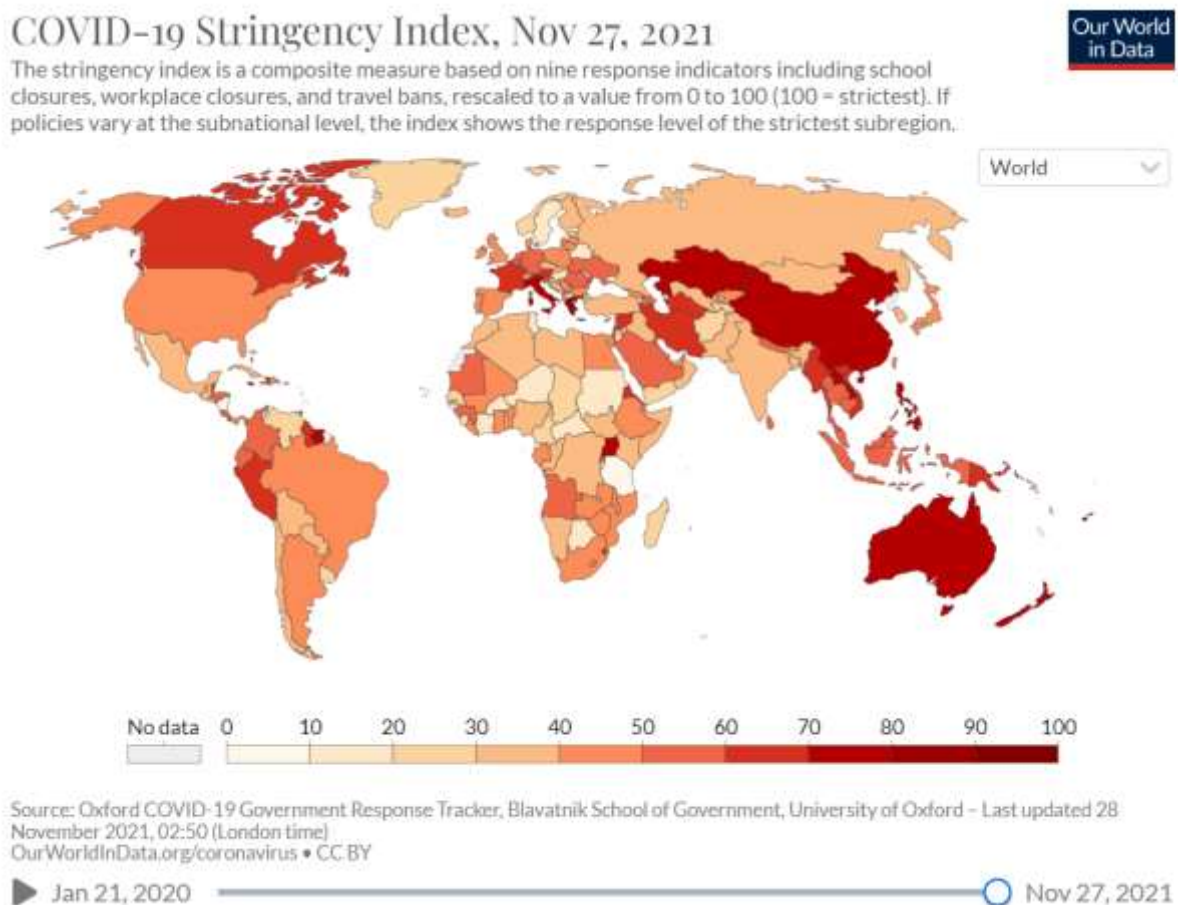 COVID-19 Stringency Index, Nov 27, 2021
Our World
in Data
The stringency index is a composite measure based on nine response indicators including school
closures, workplace closures, and travel bans, rescaled to a value from 0 to 100 (100 = strictest). If
policies vary at the subnational level, the index shows the response level of the strictest subregion.
World
No data 0 10 20 30 40 50 60 70 80 90 100
Source: Oxford COVID-19 Government Response Tracker, Blavatnik School of Government, University of Oxford – Last updated 28
November 2021, 02:50 (London time)
OurWorldInData.org/coronavirus • CC BY
Jan 21, 2020 Nov 27, 2021